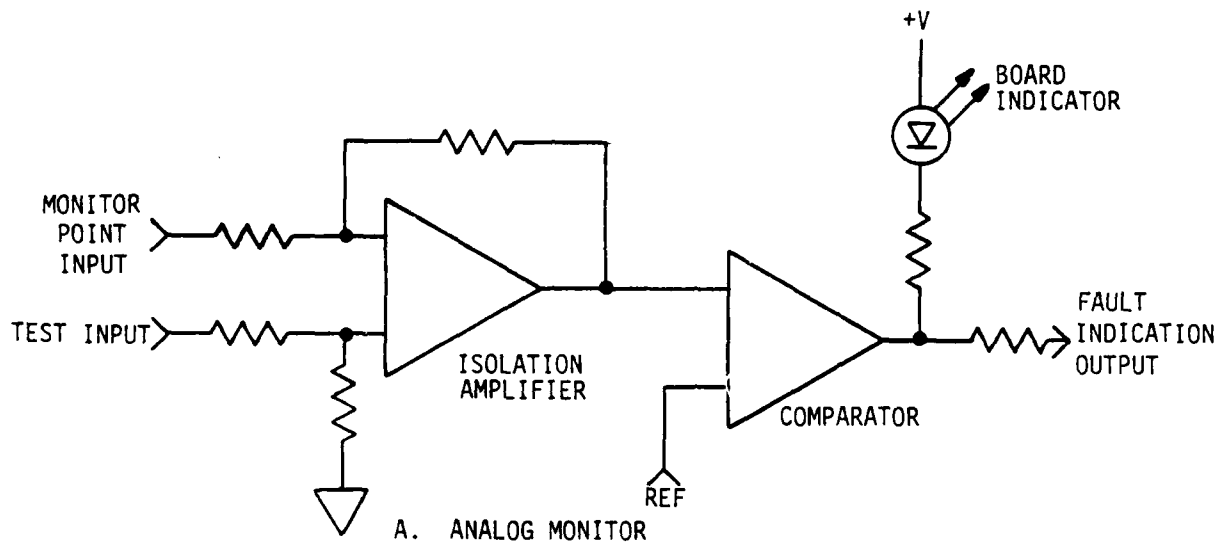 +V
BOARD
INDICATOR
MONITOR
POINT
INPUT
TEST INPUT
ISOLATION
AMPLIFIER
FAULT
INDICATION
OUTPUT
COMPARATOR
REF
A. ANALOG MONITOR